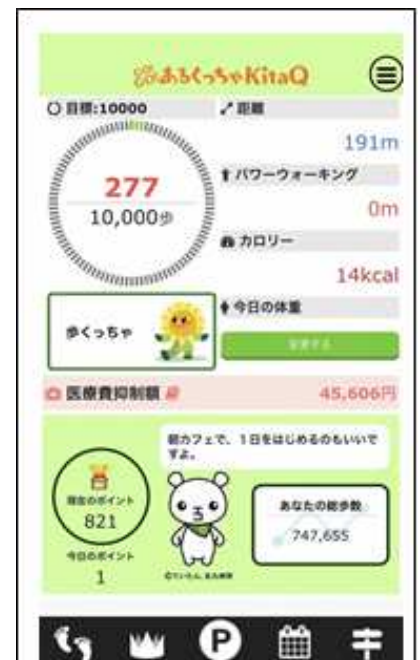 あるくっちゃKitaQ
目標:10000
距離
191m
277
10,000歩
パワーウォーキング
0m
カロリー
14kcal
今日の体重
歩くっちゃ
変更する
医療費抑制額
45,606円
朝カフェで、1日をはじめるのもいいで
すよ。
現在のポイント
821
今日のポイント
1
あなたの総歩数
747,655
P